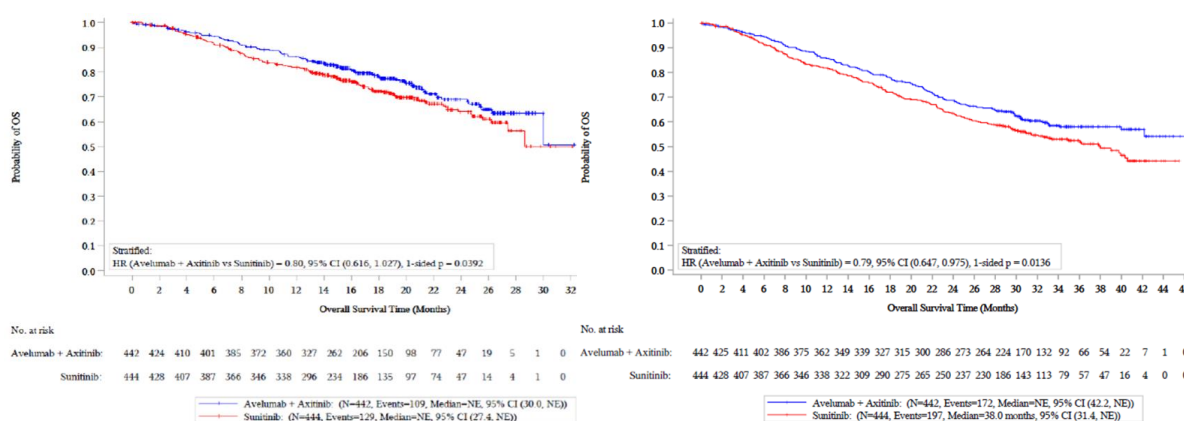 1.0
0.9
0.8
0.7
0.6
0.5
0.4
0.3
0.2
0.1
0.0
Probability of OS
Stratified:
HR (Avelumab + Axitinib vs Sunitinib) = 0.80, 95% CI (0.616, 1.027), 1-sided p = 0.0392
0 2 4 6 8 10 12 14 16 18 20 22 24 26 28 30 32
Overall Survival Time (Months)
No. at risk
Avelumab + Axitinib: 442 424 410 401 385 372 360 327 262 206 150 98 77 47 19 5 1 0
Sunitinib: 444 428 407 387 366 346 338 296 234 186 135 97 74 47 14 4 1 0
Avelumab + Axitinib: (N=442, Events=109, Median=NE, 95% CI (30.0, NE))
Sunitinib: (N=444, Events=129, Median=NE, 95% CI (27.4, NE))
1.0
0.9
0.8
0.7
0.6
0.5
0.4
0.3
0.2
0.1
0.0
Probability of OS
Stratified:
HR (Avelumab + Axitinib vs Sunitinib) = 0.79, 95% CI (0.647, 0.975), 1-sided p = 0.0136
0 2 4 6 8 10 12 14 16 18 20 22 24 26 28 30 32 34 36 38 40 42 44
Overall Survival Time (Months)
No. at risk
Avelumab + Axitinib: 442 425 411 402 386 375 362 349 339 327 315 300 286 273 264 224 170 132 92 66 54 22 7 1 0
Sunitinib: 444 428 407 387 366 346 338 322 309 290 275 265 250 237 230 186 143 113 79 57 47 16 4 0 0
Avelumab + Axitinib: (N=442, Events=172, Median=NE, 95% CI (42.2, NE))
Sunitinib: (N=444, Events=197, Median=38.0 months, 95% CI (31.4, NE))